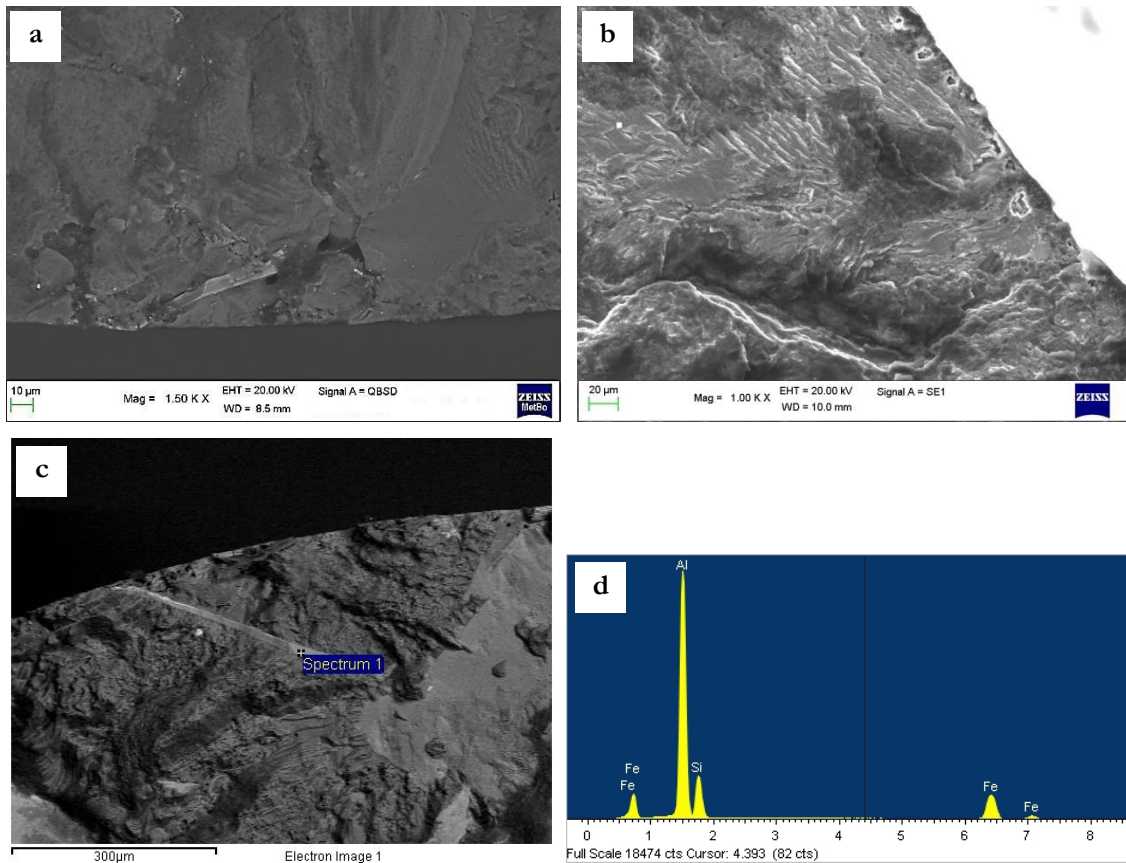 a
10 µm
Mag = 1.50 K X
EHT = 20.00 kV
WD = 8.5 mm
Signal A = QBSD
ZEISS
MetBo
b
20 µm
Mag = 1.00 K X
EHT = 20.00 kV
WD = 10.0 mm
Signal A = SE1
ZEISS
c
Spectrum 1
300µm
Electron Image 1
d
Al
Si
Fe
Fe
Fe
Fe
0 1 2 3 4 5 6 7 8
Full Scale 18474 cts Cursor: 4.393 (82 cts)